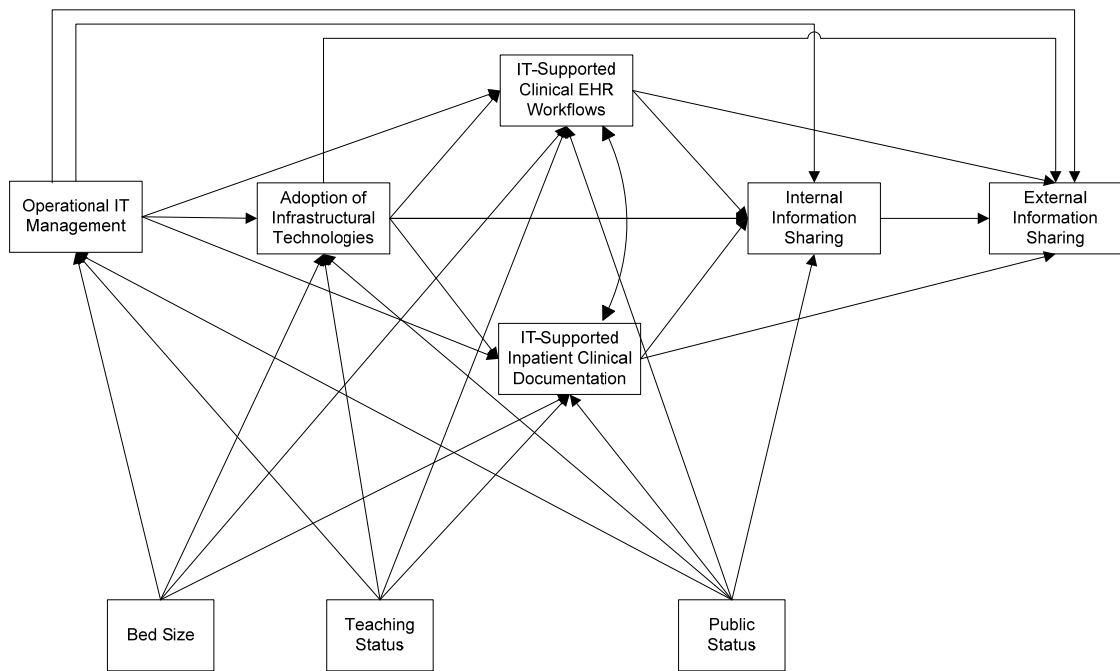 IT-Supported
Clinical EHR
Workflows
Operational IT
Management
Adoption of
Infrastructural
Technologies
Internal
Information
Sharing
External
Information
Sharing
IT-Supported
Inpatient Clinical
Documentation
Bed Size
Teaching
Status
Public
Status